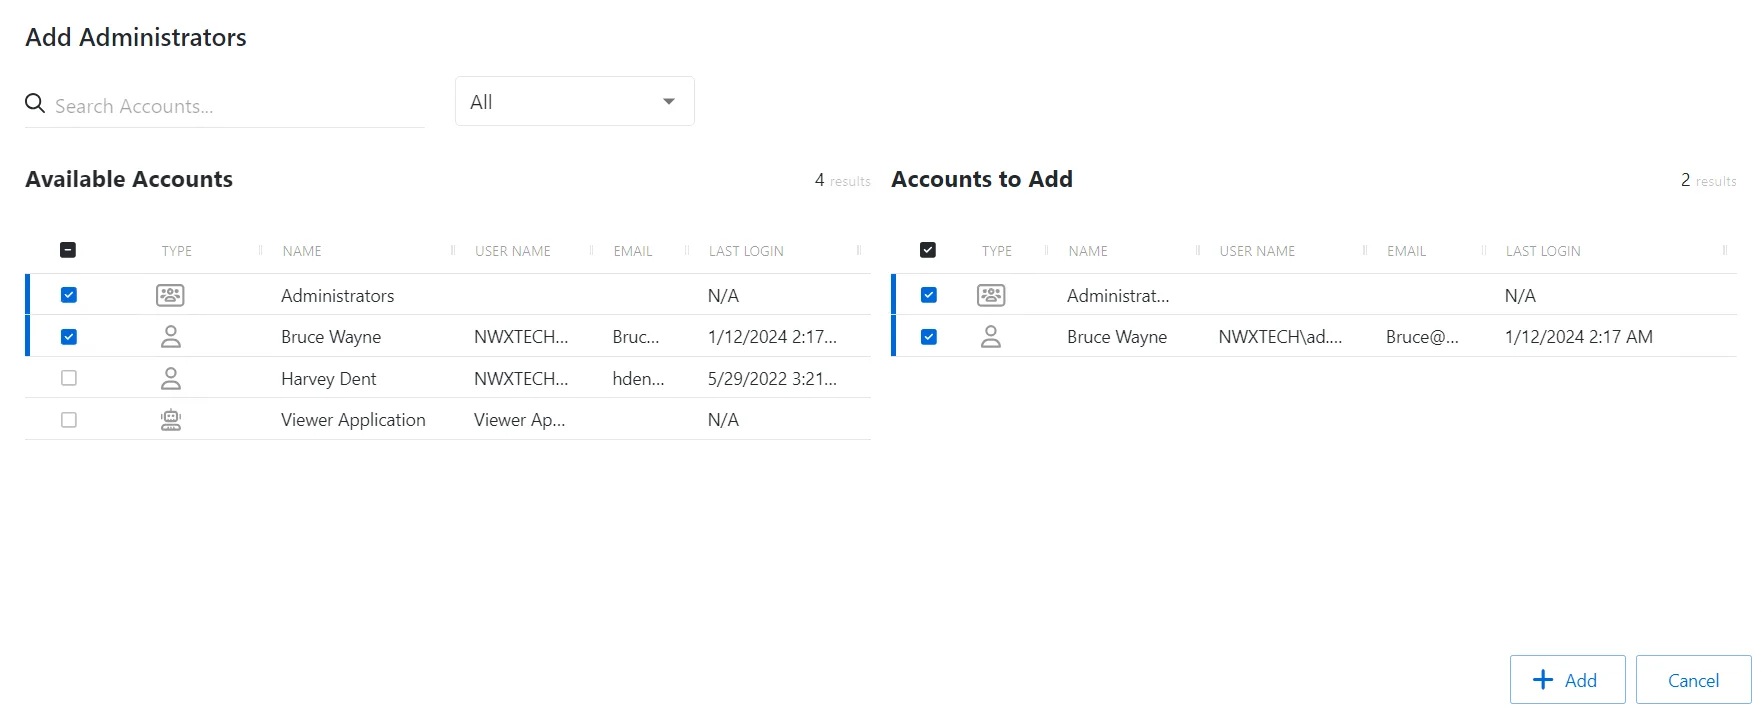 Add Administrators
Search Accounts...
All
Available Accounts
4 results
TYPE NAME USER NAME EMAIL LAST LOGIN
Administrators N/A
Bruce Wayne NWXTECH... Bruc... 1/12/2024 2:17...
Harvey Dent NWXTECH... hden... 5/29/2022 3:21...
Viewer Application Viewer Ap... N/A
Accounts to Add
2 results
TYPE NAME USER NAME EMAIL LAST LOGIN
Administrat... N/A
Bruce Wayne NWXTECH\ad.... Bruce@... 1/12/2024 2:17 AM
Add
Cancel